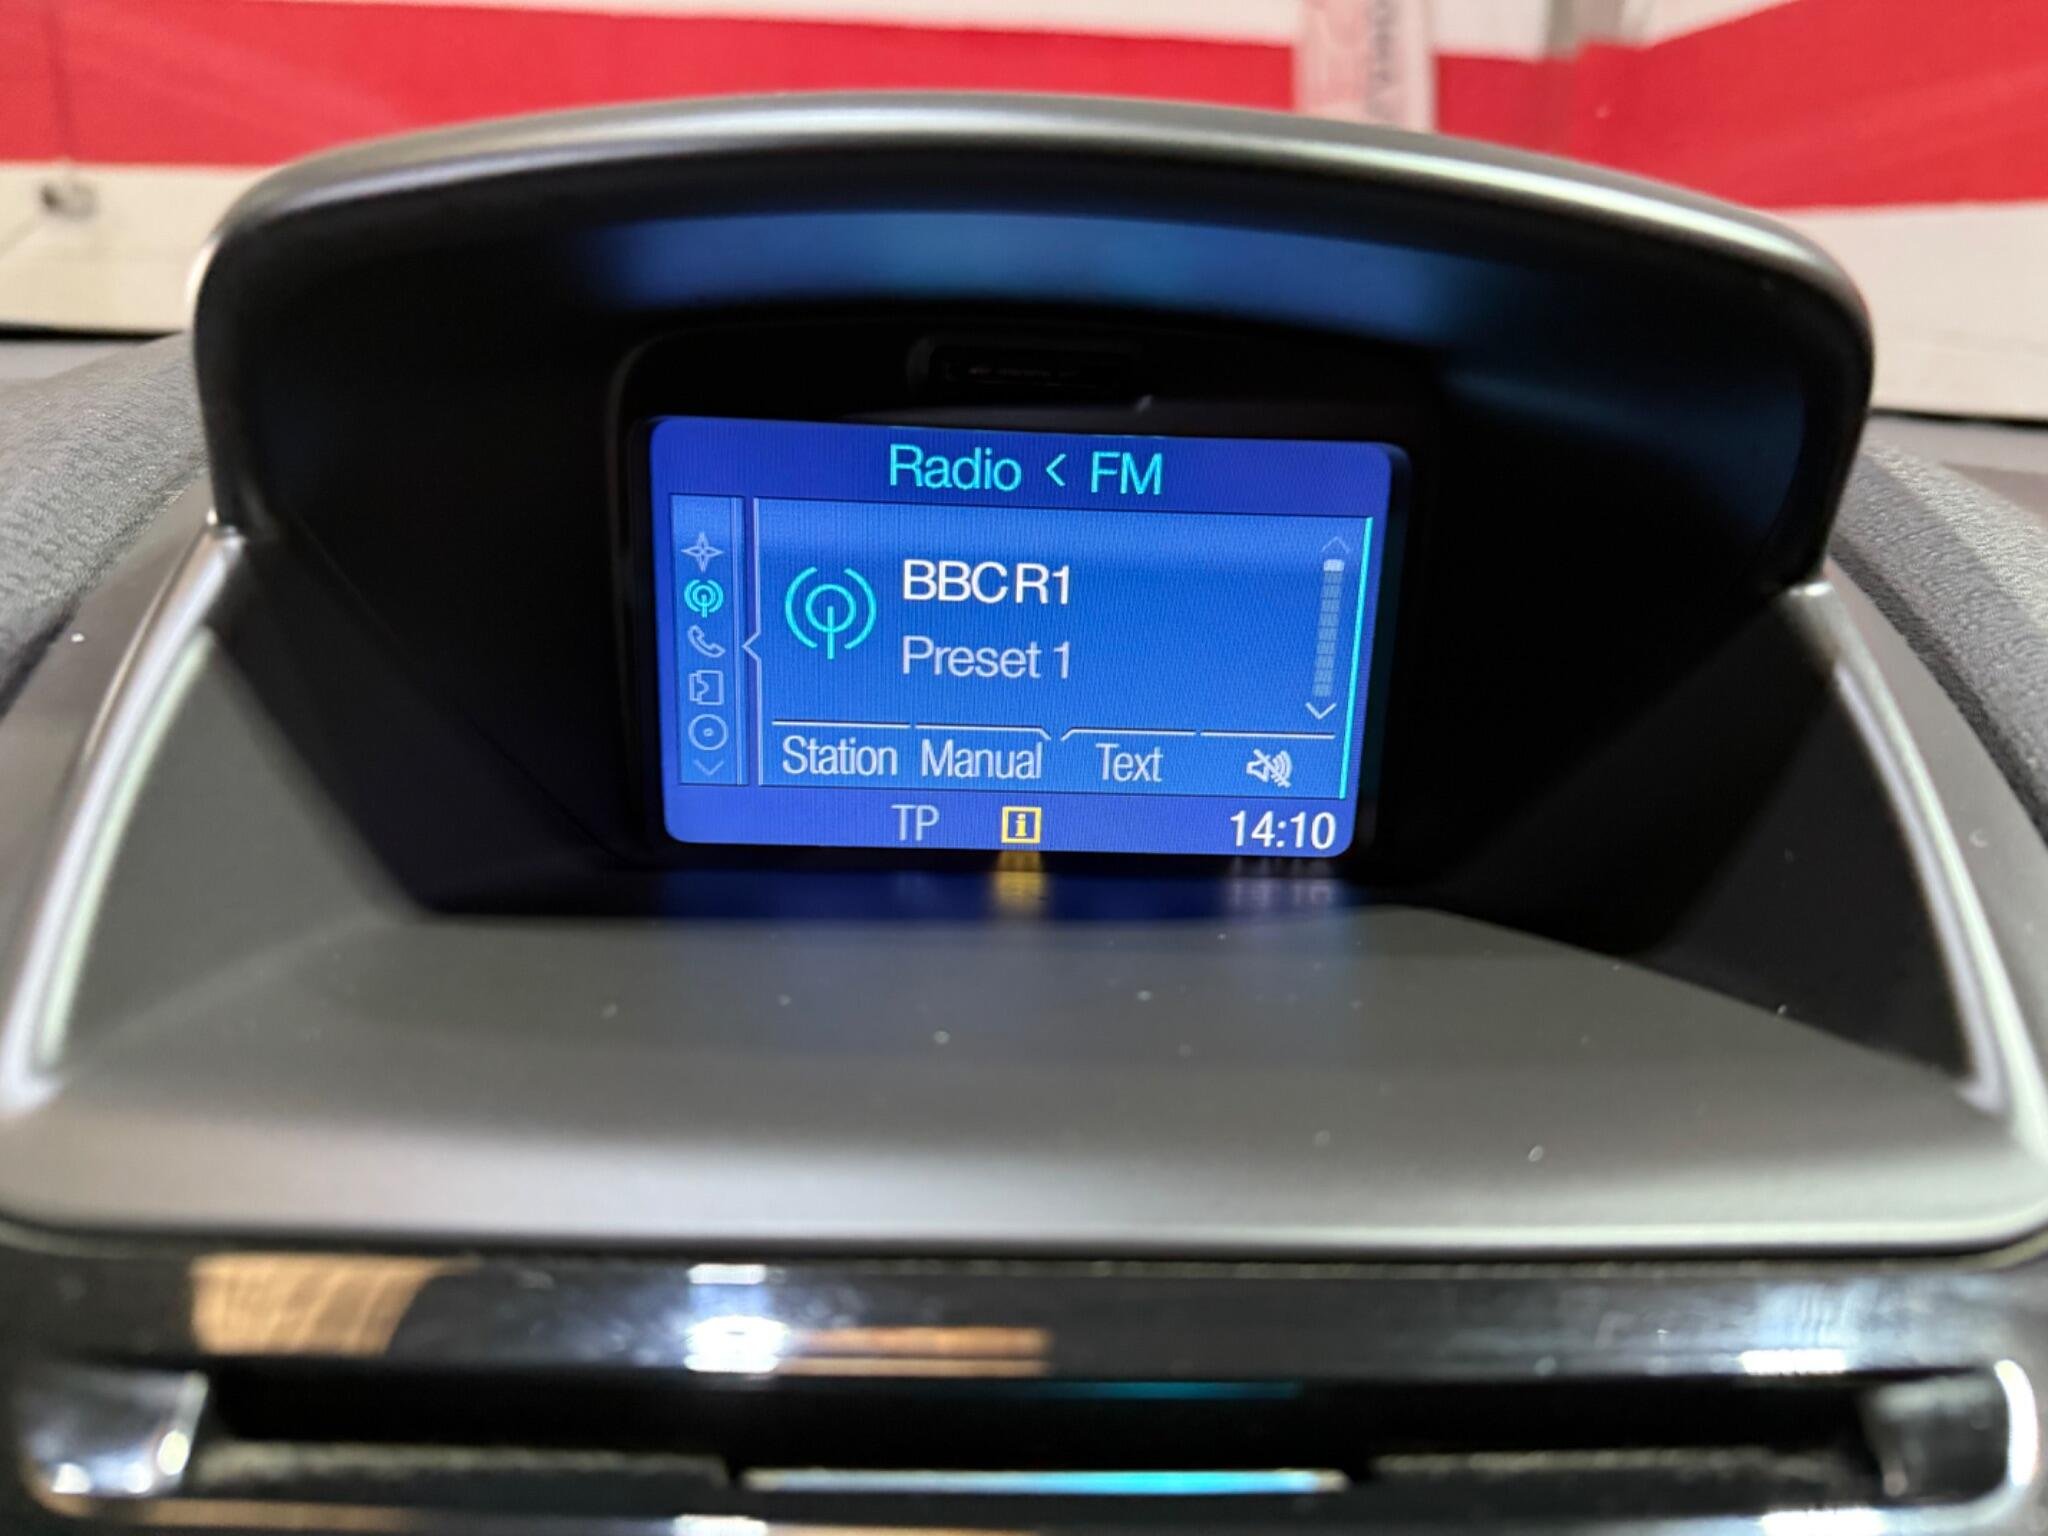 Radio < FM
BBC R1
Preset 1
Station Manual Text
TP i 14:10